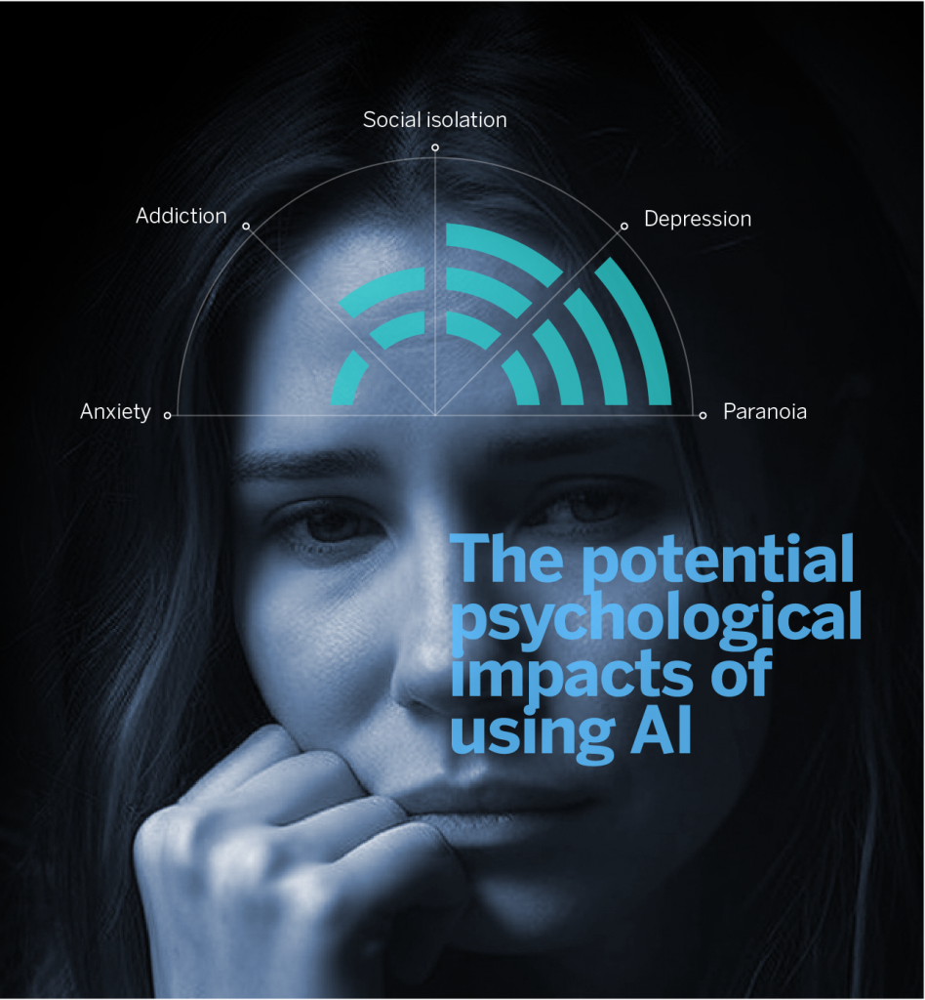 Social isolation
Addiction
Depression
Anxiety
Paranoia
The potential
psychological
impacts of
using AI